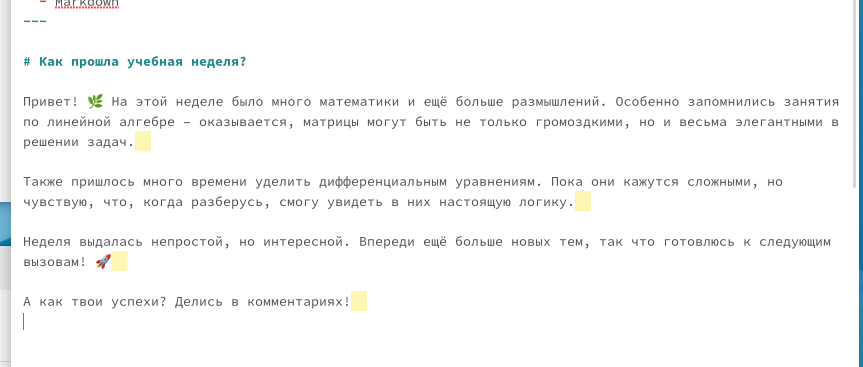 - Markdown
---
# Как прошла учебная неделя?
Привет! 🌿 На этой неделе было много математики и ещё больше размышлений. Особенно запомнились занятия
по линейной алгебре – оказывается, матрицы могут быть не только громоздкими, но и весьма элегантными в
решении задач.
Также пришлось много времени уделить дифференциальным уравнениям. Пока они кажутся сложными, но
чувствую, что, когда разберусь, смогу увидеть в них настоящую логику.
Неделя выдалась непростой, но интересной. Впереди ещё больше новых тем, так что готовлюсь к следующим
вызовам! 🚀
А как твои успехи? Делись в комментариях!